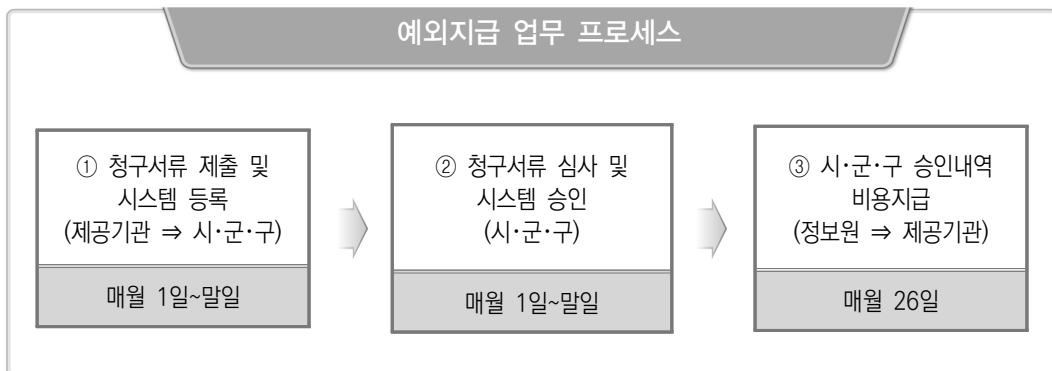 예외지급 업무 프로세스
① 청구서류 제출 및
시스템 등록
(제공기관 ⇒ 시·군·구)
매월 1일~말일
② 청구서류 심사 및
시스템 승인
(시·군·구)
매월 1일~말일
③ 시·군·구 승인내역
비용지급
(정보원 ⇒ 제공기관)
매월 26일